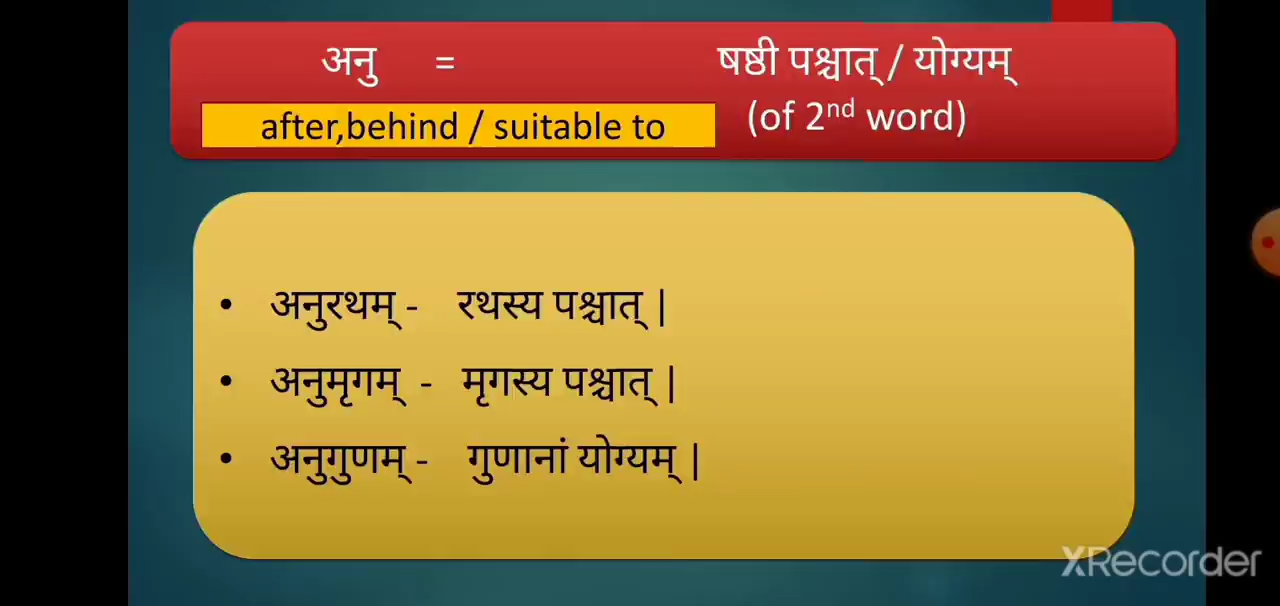 अनु = षष्ठी पश्चात् / योग्यम्
after,behind / suitable to (of 2nd word)
• अनुरथम् - रथस्य पश्चात् |
• अनुमृगम् - मृगस्य पश्चात् |
• अनुगुणम् - गुणानां योग्यम् |
XRecorder